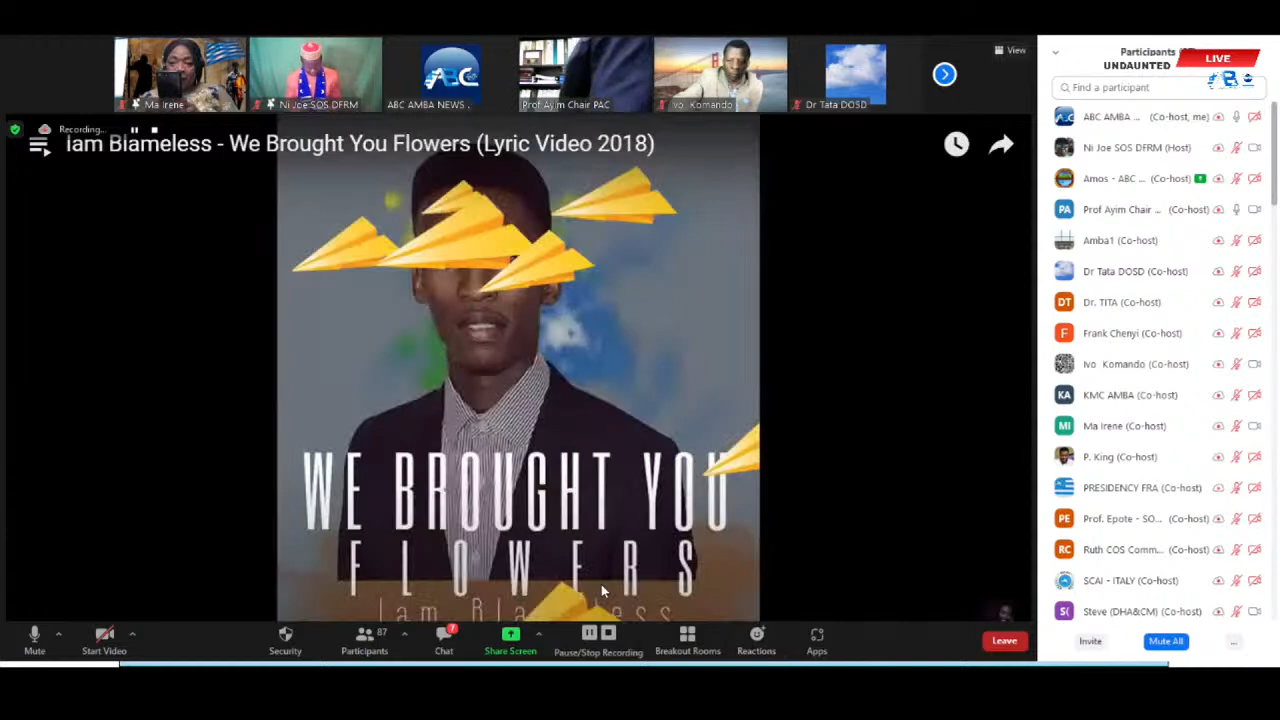 View
Participants
LIVE
UNDAUNTED
Ma Irene
Ni Joe SOS DFRM
ABC AMBA NEWS .
Prof Ayim Chair PAC
Ivo Komando
Dr Tata DOSD
Find a participant
Recording...
Iam Blameless - We Brought You Flowers (Lyric Video 2018)
WE BROUGHT YOU
FLOWERS
ABC AMBA ... (Co-host, me)
Ni Joe SOS DFRM (Host)
Amos - ABC ... (Co-host)
PA Prof Ayim Chair ... (Co-host)
Amba1 (Co-host)
Dr Tata DOSD (Co-host)
DT Dr. TITA (Co-host)
F Frank Chenyi (Co-host)
Ivo Komando (Co-host)
KA KMC AMBA (Co-host)
MI Ma Irene (Co-host)
P. King (Co-host)
PRESIDENCY FRA (Co-host)
PE Prof. Epote - SO... (Co-host)
RC Ruth COS Comm... (Co-host)
SCAI - ITALY (Co-host)
S( Steve (DHA&CM) (Co-host)
Mute
Start Video
Security
Participants 87
Chat 7
Share Screen
Pause/Stop Recording
Breakout Rooms
Reactions
Apps
Leave
Invite
Mute All
...